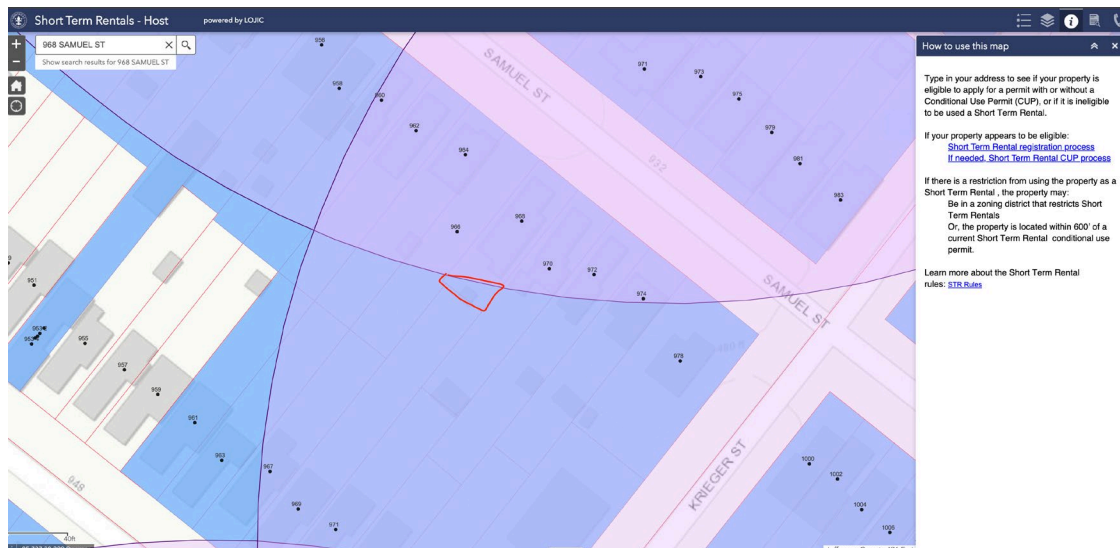 Short Term Rentals - Host
powered by LOJIC
968 SAMUEL ST
Show search results for 968 SAMUEL ST
956
958
960
962
964
966
968
970
972
974
976
971
973
975
979
981
983
SAMUEL ST
932
SAMUEL ST
KRIEGER ST
951
955
957
959
961
963
967
969
971
948
1000
1002
1004
1006
40ft
How to use this map
Type in your address to see if your property is
eligible to apply for a permit with or without a
Conditional Use Permit (CUP), or if it is ineligible
to be used a Short Term Rental.
If your property appears to be eligible:
Short Term Rental registration process
If needed, Short Term Rental CUP process
If there is a restriction from using the property as a
Short Term Rental , the property may:
Be in a zoning district that restricts Short
Term Rentals
Or, the property is located within 600' of a
current Short Term Rental conditional use
permit.
Learn more about the Short Term Rental
rules: STR Rules